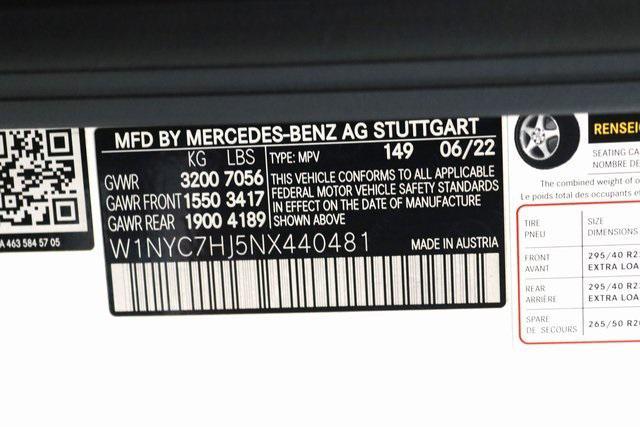 MFD BY MERCEDES-BENZ AG STUTTGART
KG LBS TYPE: MPV 149 06/22
GVWR 3200 7056
GAWR FRONT 1550 3417
GAWR REAR 1900 4189
THIS VEHICLE CONFORMS TO ALL APPLICABLE
FEDERAL MOTOR VEHICLE SAFETY STANDARDS
IN EFFECT ON THE DATE OF MANUFACTURE
SHOWN ABOVE
W1NYC7HJ5NX440481 MADE IN AUSTRIA
A 463 584 57 05
RENSEI
SEATING CA
NOMBRE DE
The combined weight of o
Le poids total des occupants et
TIRE SIZE
PNEU DIMENSIONS
FRONT 295/40 R2
AVANT EXTRA LOA
REAR 295/40 R2
ARRIÈRE EXTRA LOA
SPARE
DE SECOURS 265/50 R2